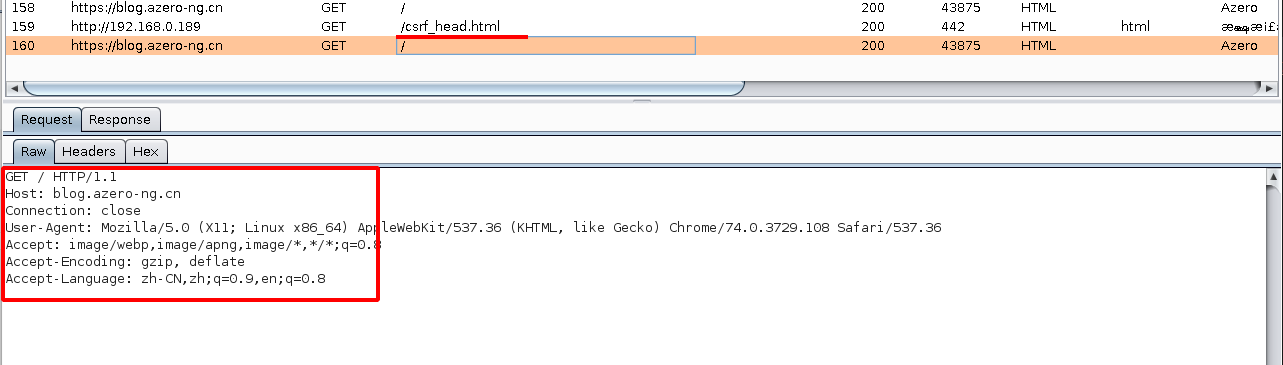 158 https://blog.azero-ng.cn GET / 200 43875 HTML Azero
159 http://192.168.0.189 GET /csrf_head.html 200 442 HTML html
160 https://blog.azero-ng.cn GET / 200 43875 HTML Azero
Request Response
Raw Headers Hex
GET / HTTP/1.1
Host: blog.azero-ng.cn
Connection: close
User-Agent: Mozilla/5.0 (X11; Linux x86_64) AppleWebKit/537.36 (KHTML, like Gecko) Chrome/74.0.3729.108 Safari/537.36
Accept: image/webp,image/apng,image/*,*/*;q=0.8
Accept-Encoding: gzip, deflate
Accept-Language: zh-CN,zh;q=0.9,en;q=0.8